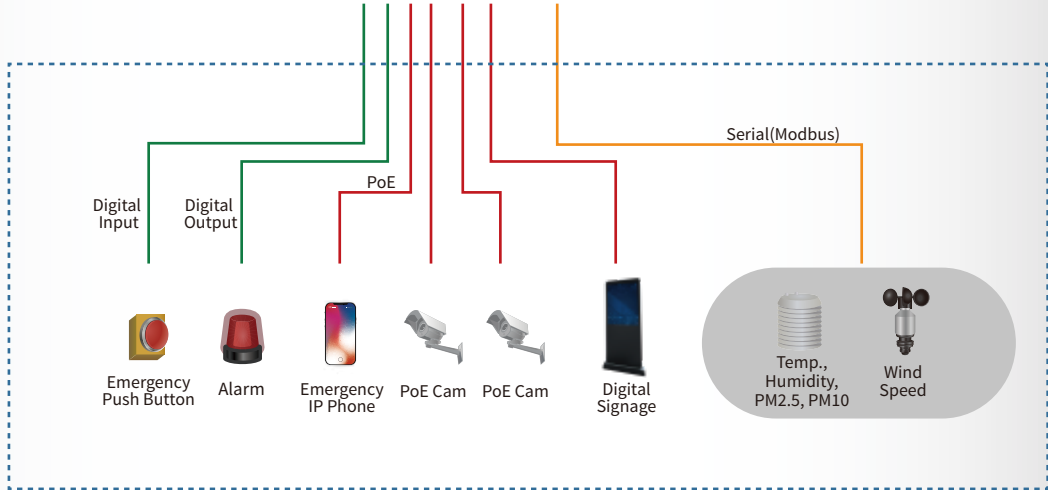 Serial(Modbus)
PoE
Digital
Input
Digital
Output
Emergency
Push Button
Alarm
Emergency
IP Phone
PoE Cam
PoE Cam
Digital
Signage
Temp.,
Humidity,
PM2.5, PM10
Wind
Speed